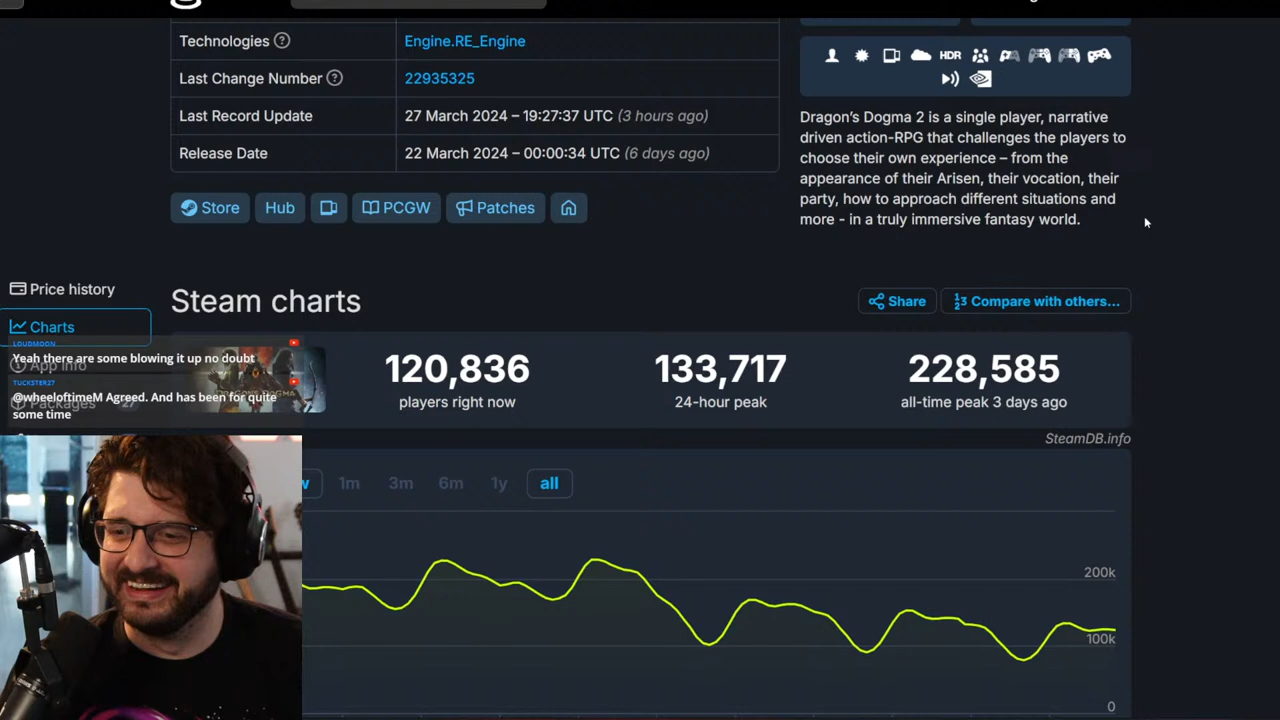 Technologies
Engine.RE_Engine
Last Change Number
22935325
Last Record Update
27 March 2024 – 19:27:37 UTC (3 hours ago)
Release Date
22 March 2024 – 00:00:34 UTC (6 days ago)
Store
Hub
PCGW
Patches
HDR
Dragon's Dogma 2 is a single player, narrative
driven action-RPG that challenges the players to
choose their own experience – from the
appearance of their Arisen, their vocation, their
party, how to approach different situations and
more - in a truly immersive fantasy world.
Price history
Charts
App info
Packages 27
LOUDMOON
Yeah there are some blowing it up no doubt
TUCKSTER27
@wheeloftimeM Agreed. And has been for quite
some time
Steam charts
Share
Compare with others...
120,836
players right now
133,717
24-hour peak
228,585
all-time peak 3 days ago
SteamDB.info
w
1m
3m
6m
1y
all
200k
100k
0